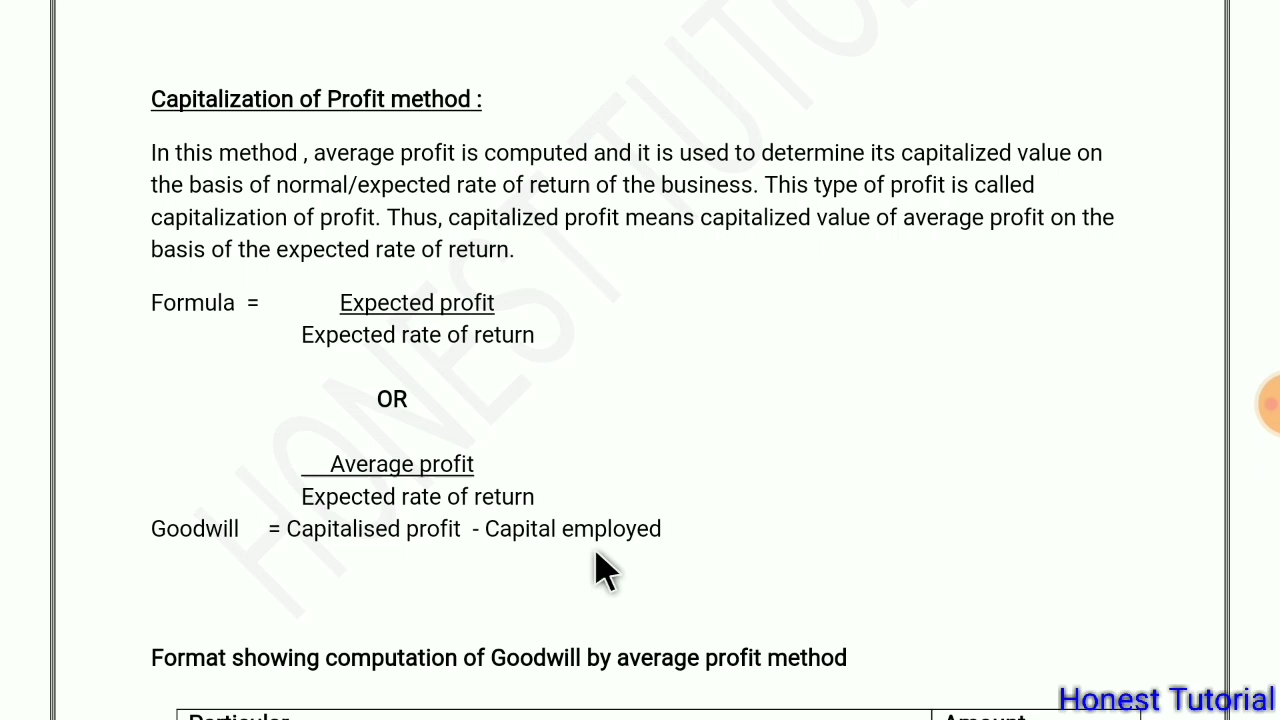 Capitalization of Profit method :
In this method , average profit is computed and it is used to determine its capitalized value on
the basis of normal/expected rate of return of the business. This type of profit is called
capitalization of profit. Thus, capitalized profit means capitalized value of average profit on the
basis of the expected rate of return.
Formula = Expected profit
Expected rate of return
OR
Average profit
Expected rate of return
Goodwill = Capitalised profit - Capital employed
Format showing computation of Goodwill by average profit method
Particular Amount
Honest Tutorial
HONEST TUTO